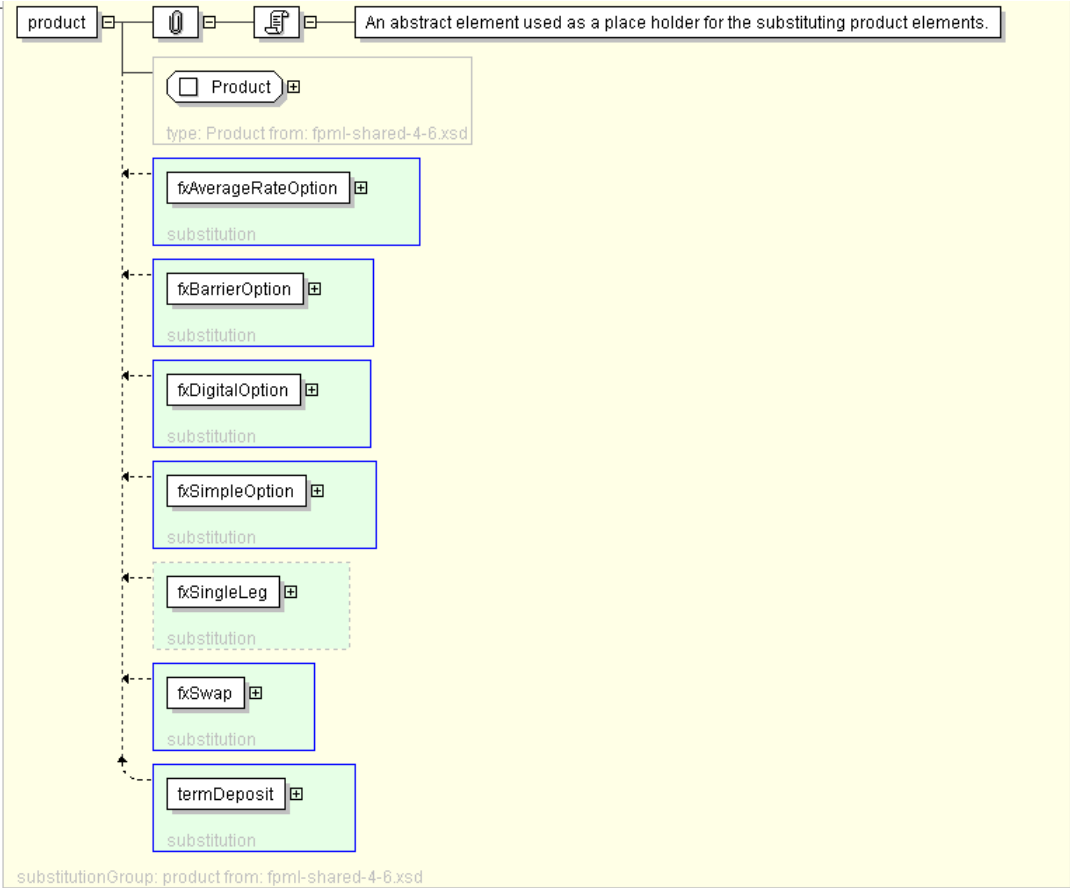 product
An abstract element used as a place holder for the substituting product elements.
Product
type: Product from: fpml-shared-4-6.xsd
fxAverageRateOption
substitution
fxBarrierOption
substitution
fxDigitalOption
substitution
fxSimpleOption
substitution
fxSingleLeg
substitution
fxSwap
substitution
termDeposit
substitution
substitutionGroup: product from: fpml-shared-4-6.xsd